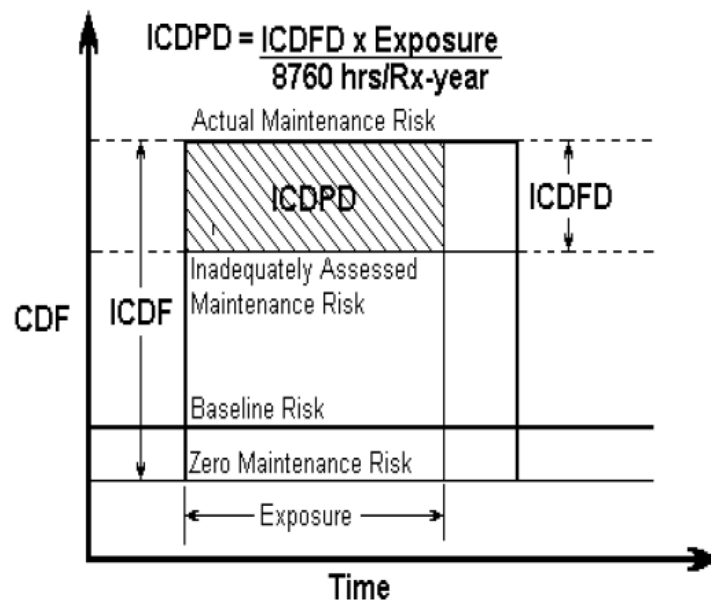 ICDPD = ICDFD x Exposure
8760 hrs/Rx-year
Actual Maintenance Risk
ICDPD
ICDFD
Inadequately Assessed
Maintenance Risk
CDF
ICDF
Baseline Risk
Zero Maintenance Risk
Exposure
Time